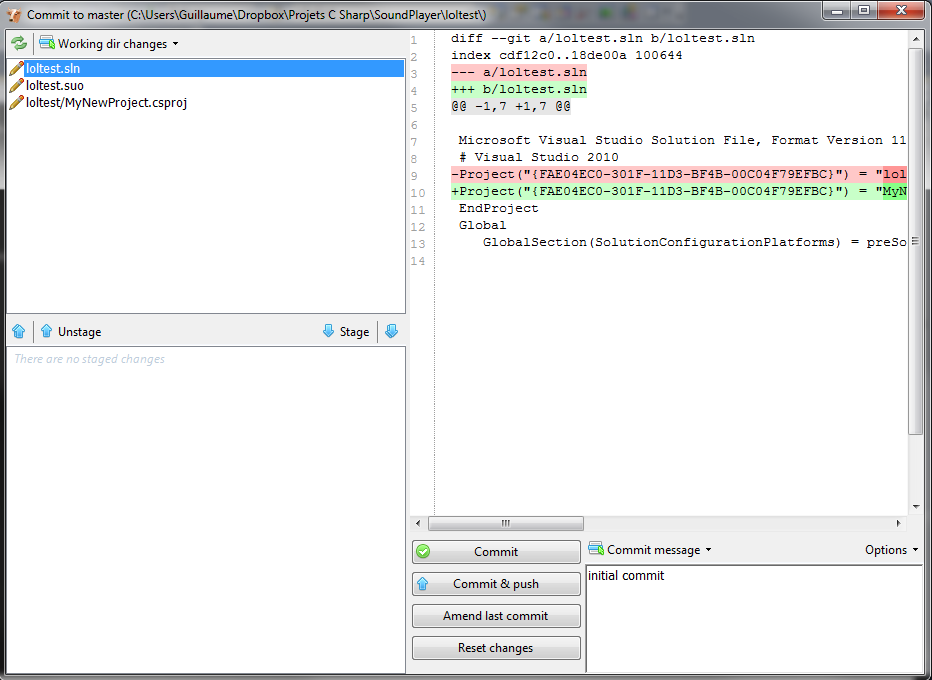 Commit to master (C:\Users\Guillaume\Dropbox\Projets C Sharp\SoundPlayer\loltest\)
Working dir changes
loltest.sln
loltest.suo
loltest/MyNewProject.csproj
Unstage
Stage
There are no staged changes
1 diff --git a/loltest.sln b/loltest.sln
2 index cdf12c0..18de00a 100644
3 --- a/loltest.sln
4 +++ b/loltest.sln
5 @@ -1,7 +1,7 @@
6
7 Microsoft Visual Studio Solution File, Format Version 11
8 # Visual Studio 2010
9 -Project("{FAE04EC0-301F-11D3-BF4B-00C04F79EFBC}") = "lol
10 +Project("{FAE04EC0-301F-11D3-BF4B-00C04F79EFBC}") = "MyN
11 EndProject
12 Global
13 GlobalSection(SolutionConfigurationPlatforms) = preSo
14
Commit
Commit & push
Amend last commit
Reset changes
Commit message
Options
initial commit